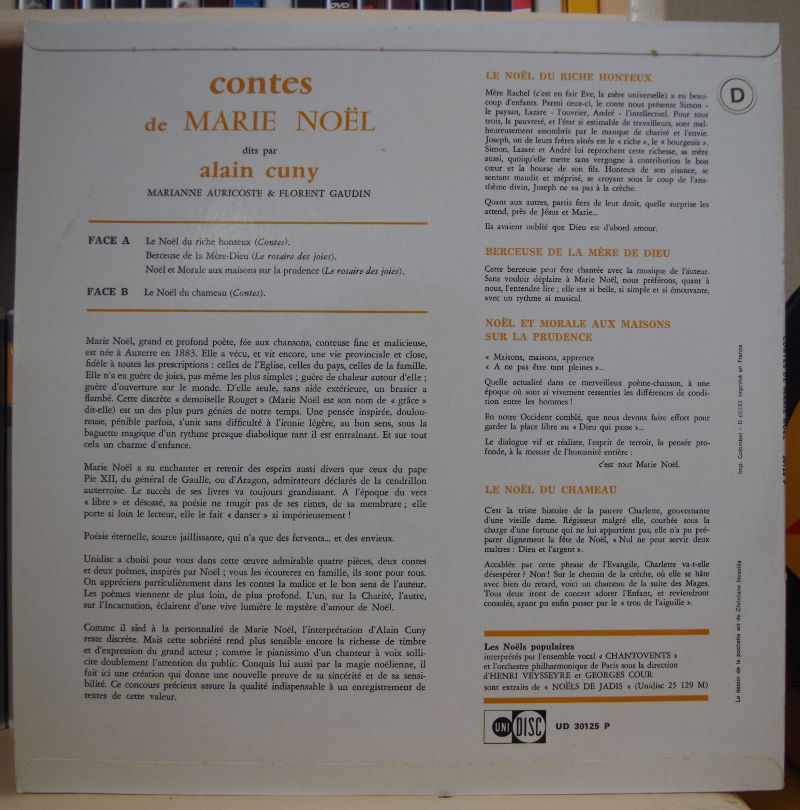 contes
de MARIE NOËL
dits par
alain cuny
MARIANNE AURICOSTE & FLORENT GAUDIN
FACE A Le Noël du riche honteux (Contes).
Berceuse de la Mère-Dieu (Le rosaire des joies).
Noël et Morale aux maisons sur la prudence (Le rosaire des joies).
FACE B Le Noël du chameau (Contes).
Marie Noël, grand et profond poète, fée aux chansons, conteuse fine et malicieuse,
est née à Auxerre en 1883. Elle a vécu, et vit encore, une vie provinciale et close,
fidèle à toutes les prescriptions : celles de l'Eglise, celles du pays, celles de la famille.
Elle n'a eu guère de joies, pas même les plus simples ; guère de chaleur autour d'elle ;
guère d'ouverture sur le monde. D'elle seule, sans aide extérieure, un brasier a
flambé. Cette discrète « demoiselle Rouget » (Marie Noël est son nom de « grâce »
dit-elle) est un des plus purs génies de notre temps. Une pensée inspirée, doulou-
reuse, pénible parfois, s'unit sans difficulté à l'ironie légère, au bon sens, sous la
baguette magique d'un rythme presque diabolique tant il est entraînant. Et sur tout
cela un charme d'enfance.
Marie Noël a su enchanter et retenir des esprits aussi divers que ceux du pape
Pie XII, du général de Gaulle, ou d'Aragon, admirateurs déclarés de la cendrillon
auxerroise. Le succès de ses livres va toujours grandissant. A l'époque du vers
« libre » et désossé, sa poésie ne rougit pas de ses rimes, de sa membrure ; elle
porte si loin le lecteur, elle le fait « danser » si impérieusement !
Poésie éternelle, source jaillissante, qui n'a que des fervents... et des envieux.
Unidisc a choisi pour vous dans cette œuvre admirable quatre pièces, deux contes
et deux poèmes, inspirés par Noël ; vous les écouterez en famille, ils sont pour tous.
On appréciera particulièrement dans les contes la malice et le bon sens de l'auteur.
Les poèmes viennent de plus loin, de plus profond. L'un, sur la Charité, l'autre,
sur l'Incarnation, éclairent d'une vive lumière le mystère d'amour de Noël.
Comme il sied à la personnalité de Marie Noël, l'interprétation d'Alain Cuny
reste discrète. Mais cette sobriété rend plus sensible encore la richesse de timbre
et d'expression du grand acteur ; comme le pianissimo d'un chanteur à voix solli-
cite doublement l'attention du public. Conquis lui aussi par la magie noëlienne, il
fait ici une création qui donne une nouvelle preuve de sa sincérité et de sa sensi-
bilité. Ce concours précieux assure la qualité indispensable à un enregistrement de
textes de cette valeur.
LE NOËL DU RICHE HONTEUX
Mère Rachel (c'est en fait Eve, la mère universelle) a eu beau-
coup d'enfants. Parmi ceux-ci, le conte nous présente Simon -
le paysan, Lazare - l'ouvrier, André - l'intellectuel. Pour tous
trois, la pauvreté, et l'état si estimable de travailleurs, sont mal-
heureusement assombris par le manque de charité et l'envie.
Joseph, un de leurs frères aînés est le « riche », le « bourgeois ».
Simon, Lazare et André lui reprochent cette richesse, sa mère
aussi, quoiqu'elle mette sans vergogne à contribution le bon
cœur et la bourse de son fils. Honteux de son aisance, se
sentant maudit et méprisé, se croyant sous le coup de l'ana-
thème divin, Joseph ne va pas à la crèche.
Quant aux autres, partis fiers de leur droit, quelle surprise les
attend, près de Jésus et Marie...
Ils avaient oublié que Dieu est d'abord amour.
D
BERCEUSE DE LA MÈRE DE DIEU
Cette berceuse peut être chantée avec la musique de l'auteur.
Sans vouloir déplaire à Marie Noël, nous préférons, quant à
nous, l'entendre lire ; elle est si belle, si simple et si émouvante,
avec un rythme si musical.
NOËL ET MORALE AUX MAISONS
SUR LA PRUDENCE
« Maisons, maisons, apprenez
« A ne pas être tant pleines »...
Quelle actualité dans ce merveilleux poème-chanson, à une
époque où sont si vivement ressenties les différences de condi-
tion entre les hommes !
En notre Occident comblé, que nous devons faire effort pour
garder la place libre au « Dieu qui passe »...
Le dialogue vif et réaliste, l'esprit de terroir, la pensée pro-
fonde, à la mesure de l'humanité entière :
c'est tout Marie Noël.
LE NOËL DU CHAMEAU
C'est la triste histoire de la pauvre Charlette, gouvernante
d'une vieille dame. Régisseur malgré elle, courbée sous la
charge d'une fortune qui ne lui appartient pas, elle n'a pu pré-
parer dignement la fête de Noël, « Nul ne peut servir deux
maîtres : Dieu et l'argent ».
Accablée par cette phrase de l'Evangile, Charlette va-t-elle
désespérer ? Non ! Sur le chemin de la crèche, où elle se hâte
avec bien du retard, voici un chameau de la suite des Mages.
Tous deux iront de concert adorer l'Enfant, et reviendront
consolés, ayant pu enfin passer par le « trou de l'aiguille ».
Les Noëls populaires
interprétés par l'ensemble vocal « CHANTOVENTS »
et l'orchestre philharmonique de Paris sous la direction
d'HENRI VEYSSEYRE et GEORGES COUR
sont extraits de « NOËLS DE JADIS « (Unidisc 25 129 M)
UNI DISC UD 30125 P
Imp. Colombet - D 60382 Imprimé en France
Le dessin de la pochette est de Christiane Neuville
DVD